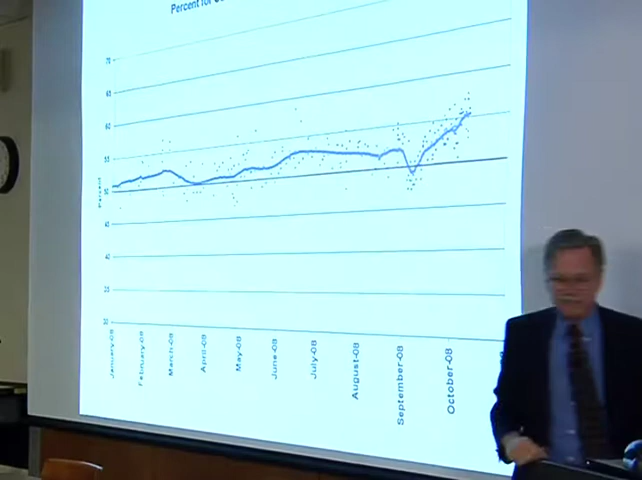 Percent for
70
65
60
55
50
45
40
35
30
Percent
January-08
February-08
March-08
April-08
May-08
June-08
July-08
August-08
September-08
October-08